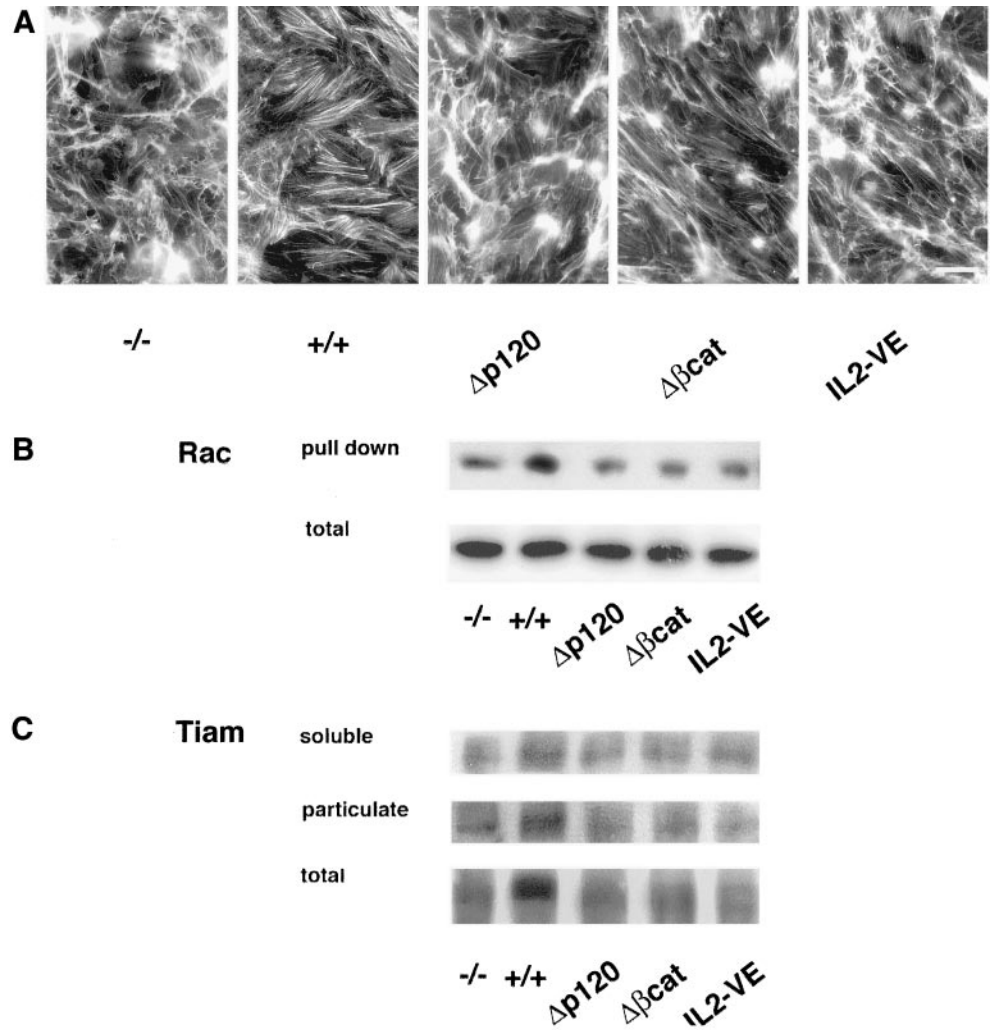 A
-/- +/+ Δp120 Δβcat IL2-VE
B Rac pull down
total
-/- +/+ Δp120 Δβcat IL2-VE
C Tiam soluble
particulate
total
-/- +/+ Δp120 Δβcat IL2-VE